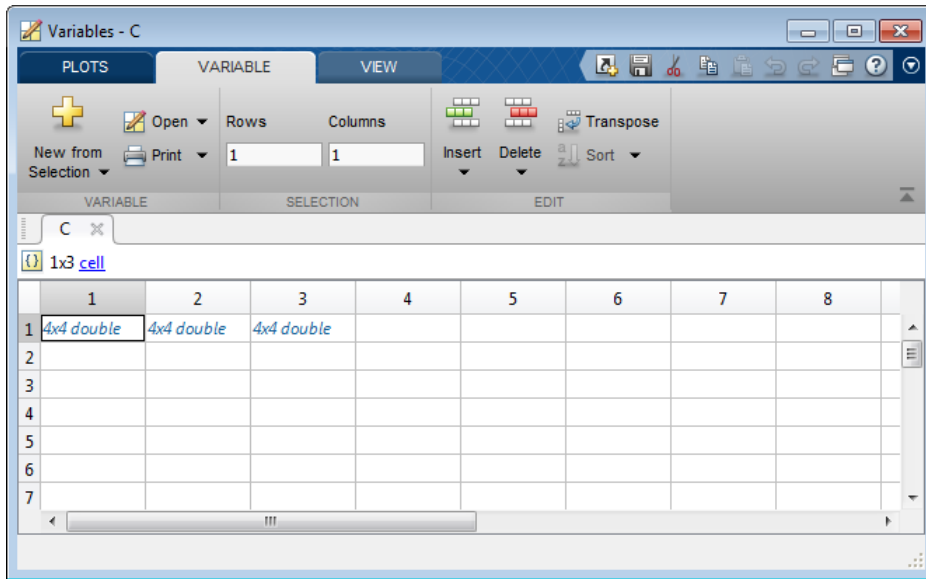 Variables - C
PLOTS VARIABLE VIEW
New from Selection
Open
Print
Rows Columns
1 1
Insert Delete
Transpose
a z Sort
VARIABLE SELECTION EDIT
C
{} 1x3 cell
1 2 3 4 5 6 7 8
1 4x4 double 4x4 double 4x4 double
2
3
4
5
6
7